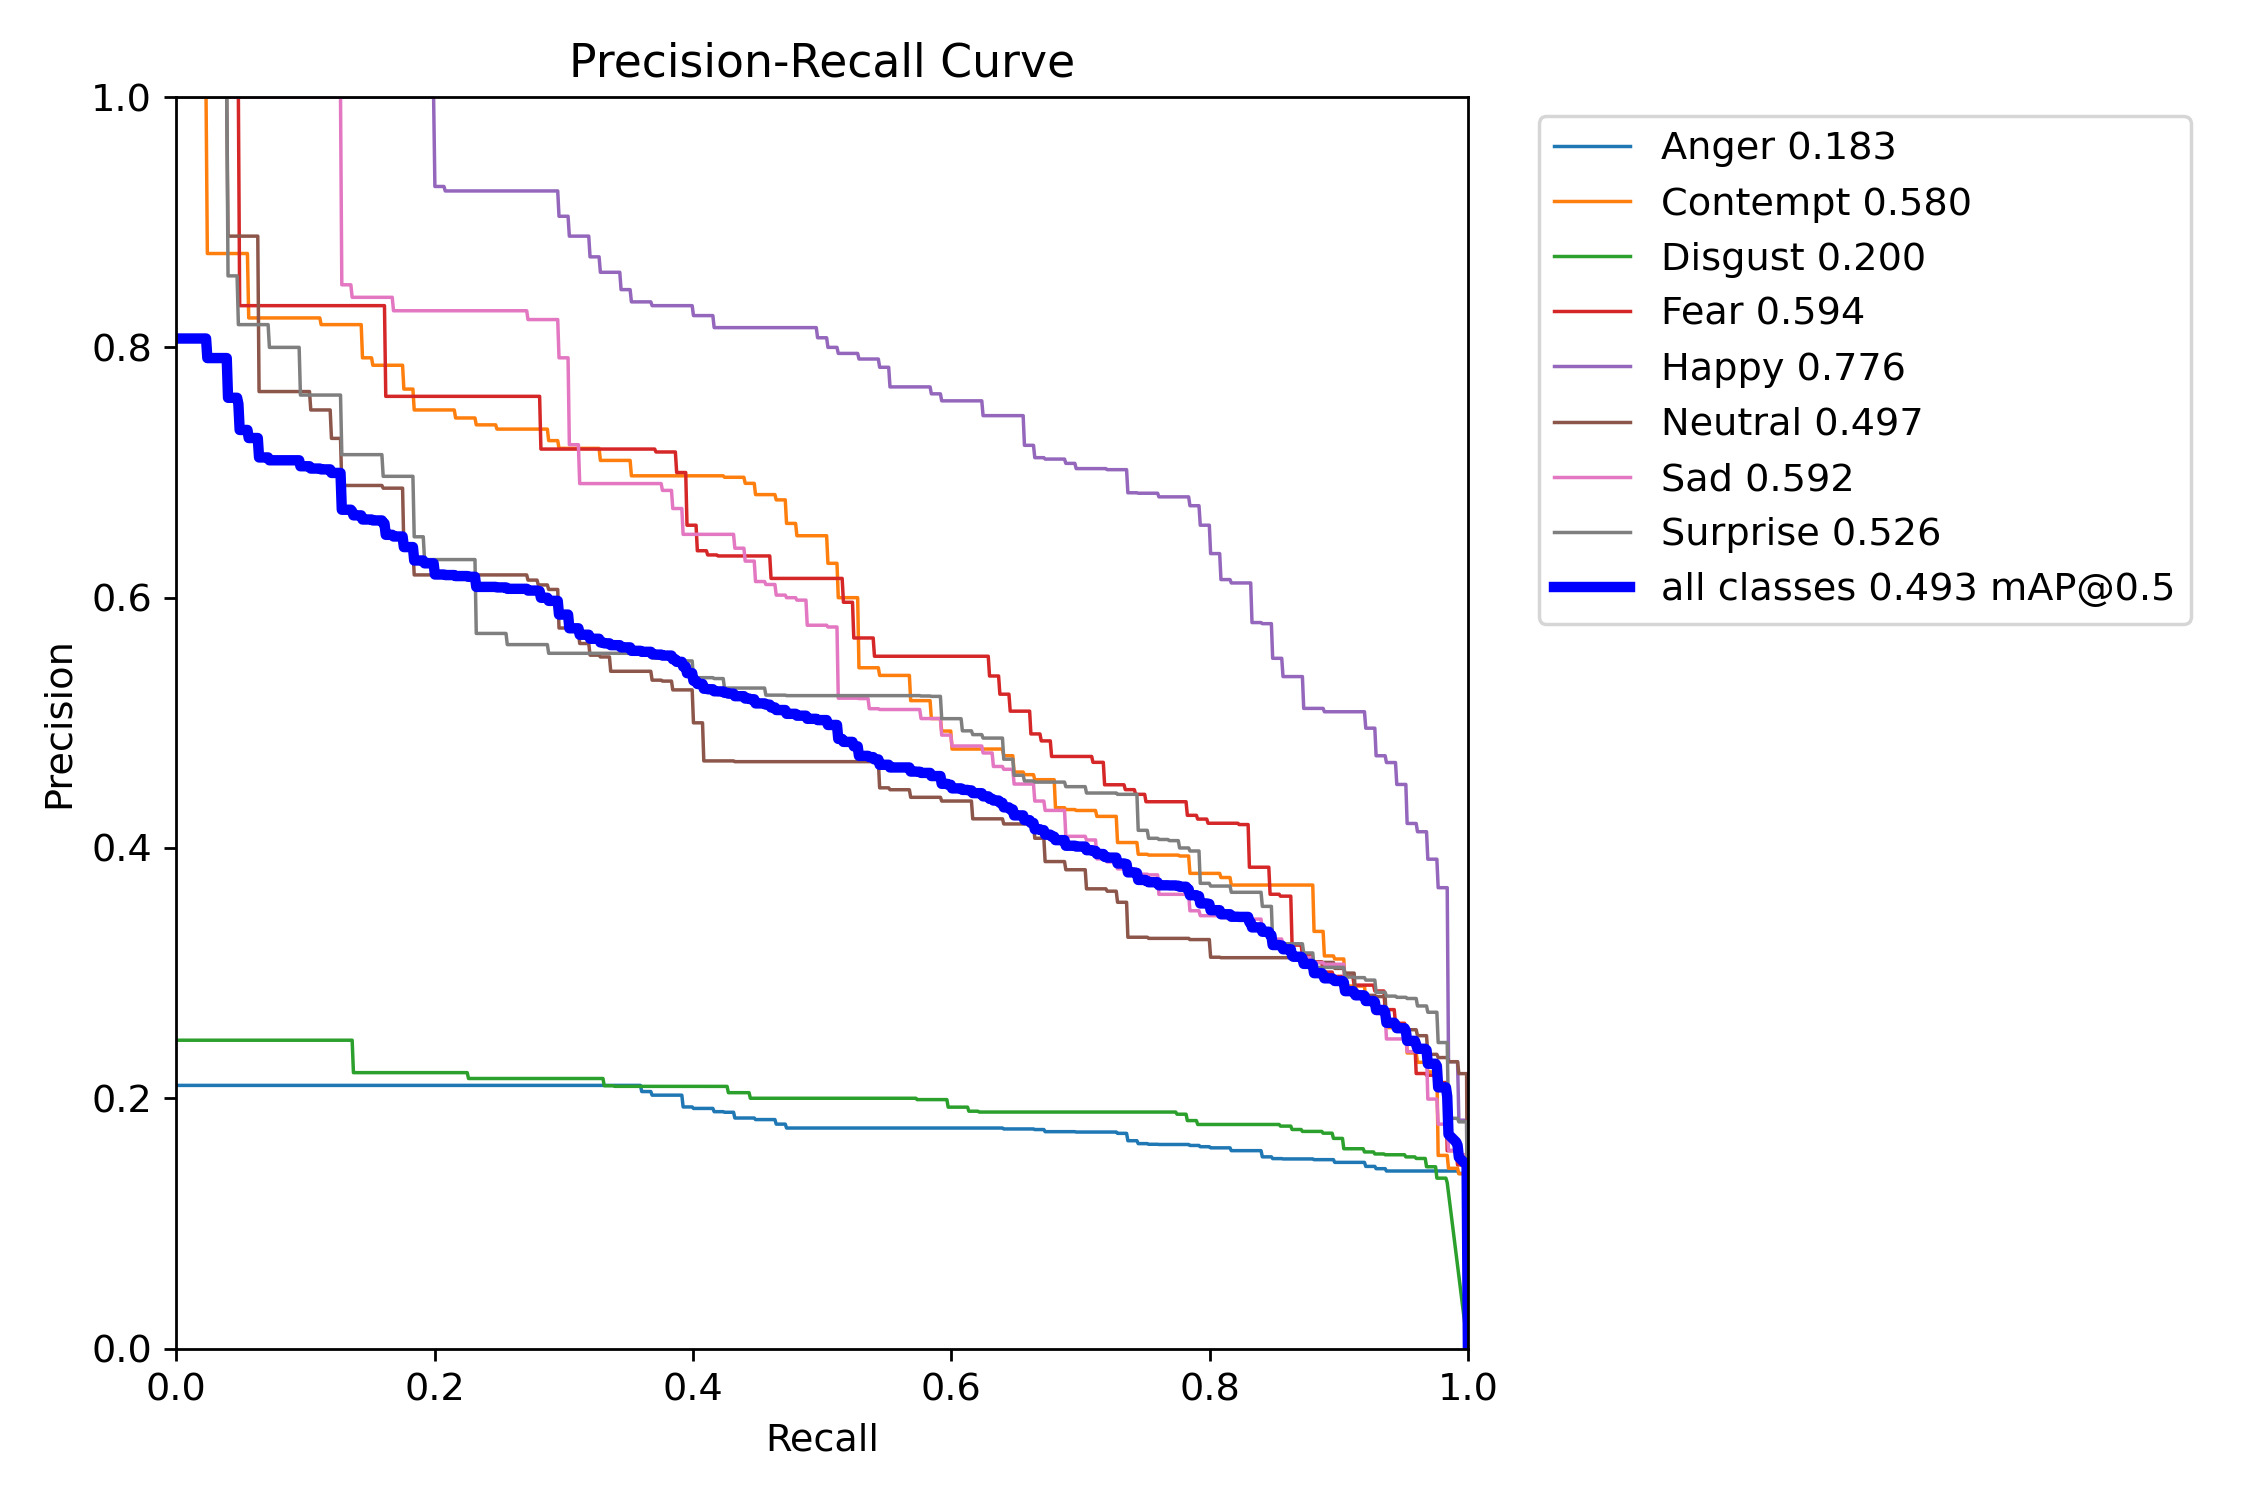 Precision-Recall Curve
1.0
0.8
0.6
0.4
0.2
0.0
Precision
0.0 0.2 0.4 0.6 0.8 1.0
Recall
Anger 0.183
Contempt 0.580
Disgust 0.200
Fear 0.594
Happy 0.776
Neutral 0.497
Sad 0.592
Surprise 0.526
all classes 0.493 mAP@0.5